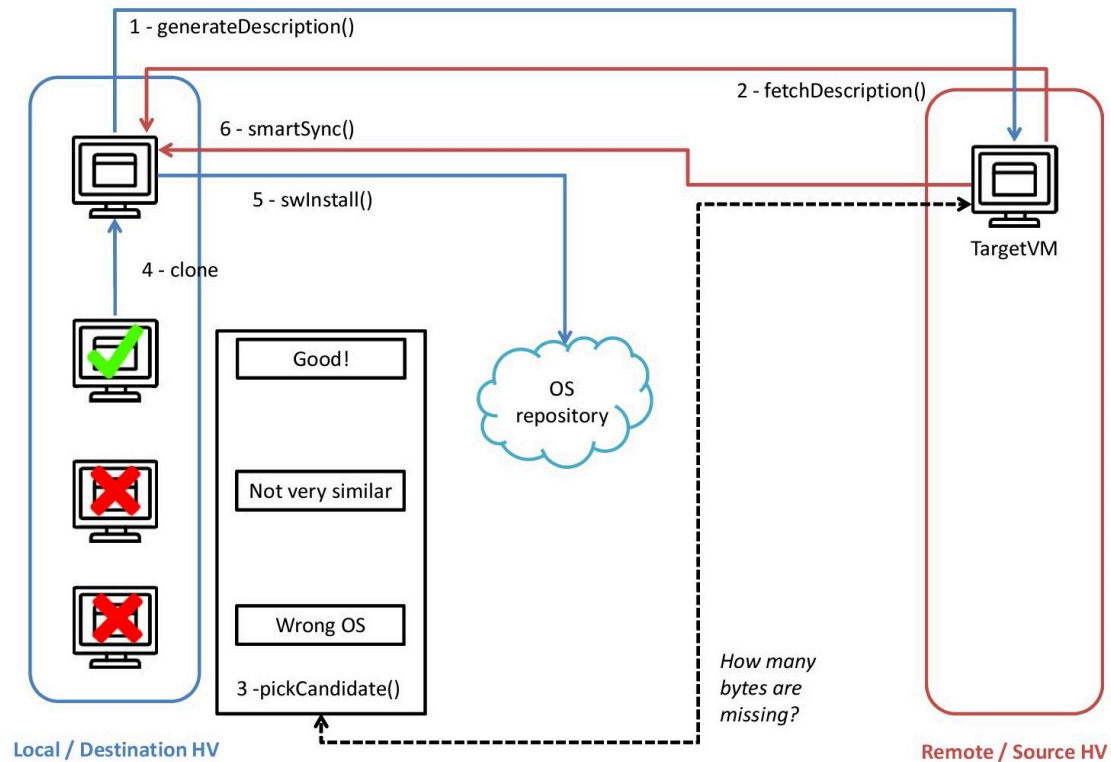 1 - generateDescription()
2 - fetchDescription()
6 - smartSync()
5 - swInstall()
TargetVM
4 - clone
Good!
OS
repository
Not very similar
Wrong OS
How many
bytes are
missing?
3 -pickCandidate()
Local / Destination HV
Remote / Source HV